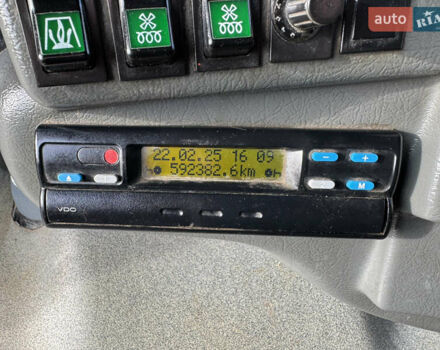 auto RIA
22.02.25 16 09
592382.6km
VDO
− +
M